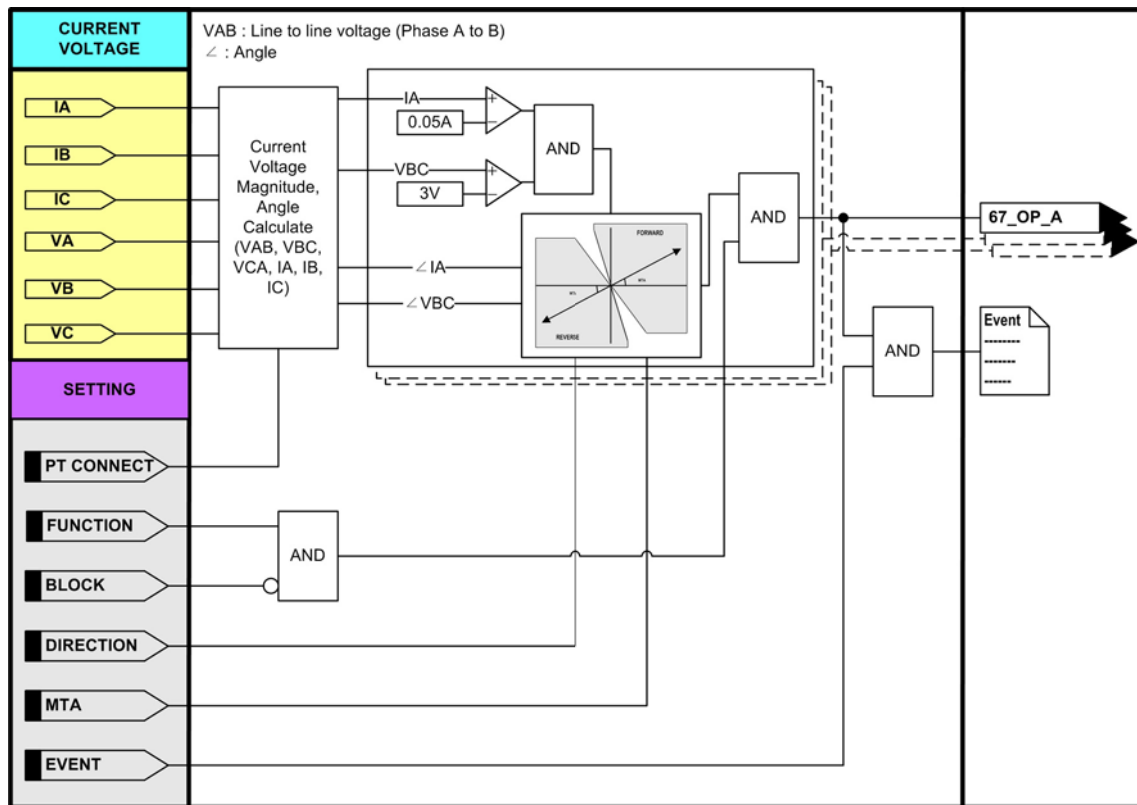 CURRENT
VOLTAGE
VAB : Line to line voltage (Phase A to B)
∠ : Angle
IA
IB
IC
VA
VB
VC
Current
Voltage
Magnitude,
Angle
Calculate
(VAB, VBC,
VCA, IA, IB,
IC)
IA
0.05A
VBC
3V
AND
∠ IA
∠ VBC
FORWARD
REVERSE
AND
67_OP_A
AND
Event
SETTING
PT CONNECT
FUNCTION
BLOCK
AND
DIRECTION
MTA
EVENT